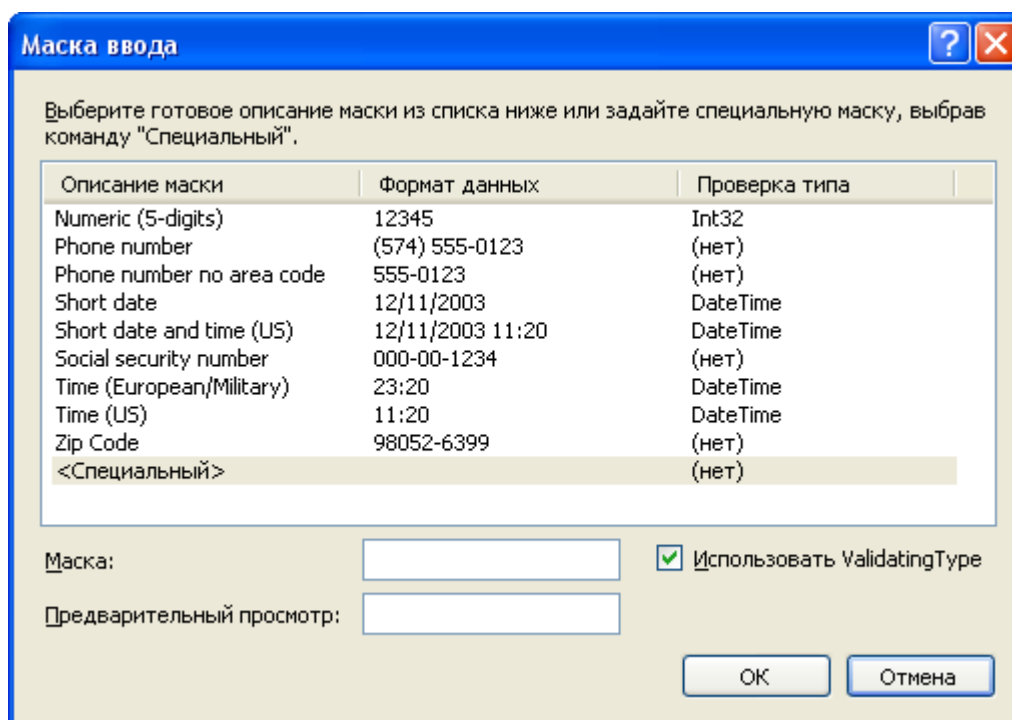 Маска ввода
Выберите готовое описание маски из списка ниже или задайте специальную маску, выбрав
команду "Специальный".
Описание маски Формат данных Проверка типа
Numeric (5-digits) 12345 Int32
Phone number (574) 555-0123 (нет)
Phone number no area code 555-0123 (нет)
Short date 12/11/2003 DateTime
Short date and time (US) 12/11/2003 11:20 DateTime
Social security number 000-00-1234 (нет)
Time (European/Military) 23:20 DateTime
Time (US) 11:20 DateTime
Zip Code 98052-6399 (нет)
<Специальный> (нет)
Маска: Использовать ValidatingType
Предварительный просмотр:
ОК Отмена